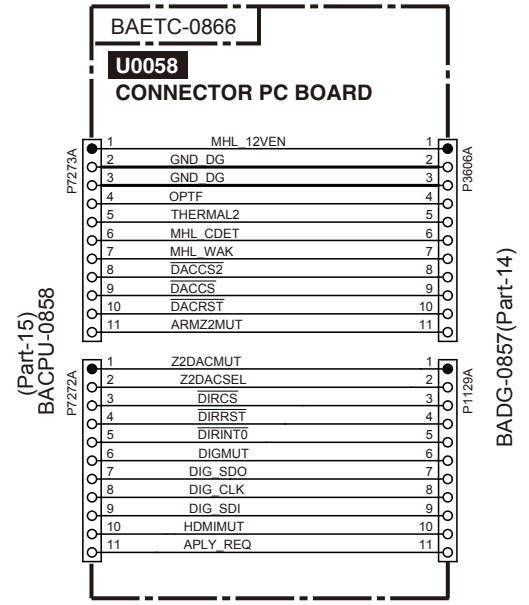 BAETC-0866
U0058
CONNECTOR PC BOARD
P7273A
P3606A
1 MHL_12VEN 1
2 GND_DG 2
3 GND_DG 3
4 OPTF 4
5 THERMAL2 5
6 MHL_CDET 6
7 MHL_WAK 7
8 DACCS2 8
9 DACCS 9
10 DACRST 10
11 ARMZ2MUT 11
(Part-15)
BACPU-0858
BADG-0857(Part-14)
P7272A
P1129A
1 Z2DACMUT 1
2 Z2DACSEL 2
3 DIRCS 3
4 DIRRST 4
5 DIRINT0 5
6 DIGMUT 6
7 DIG_SDO 7
8 DIG_CLK 8
9 DIG_SDI 9
10 HDMIMUT 10
11 APLY_REQ 11